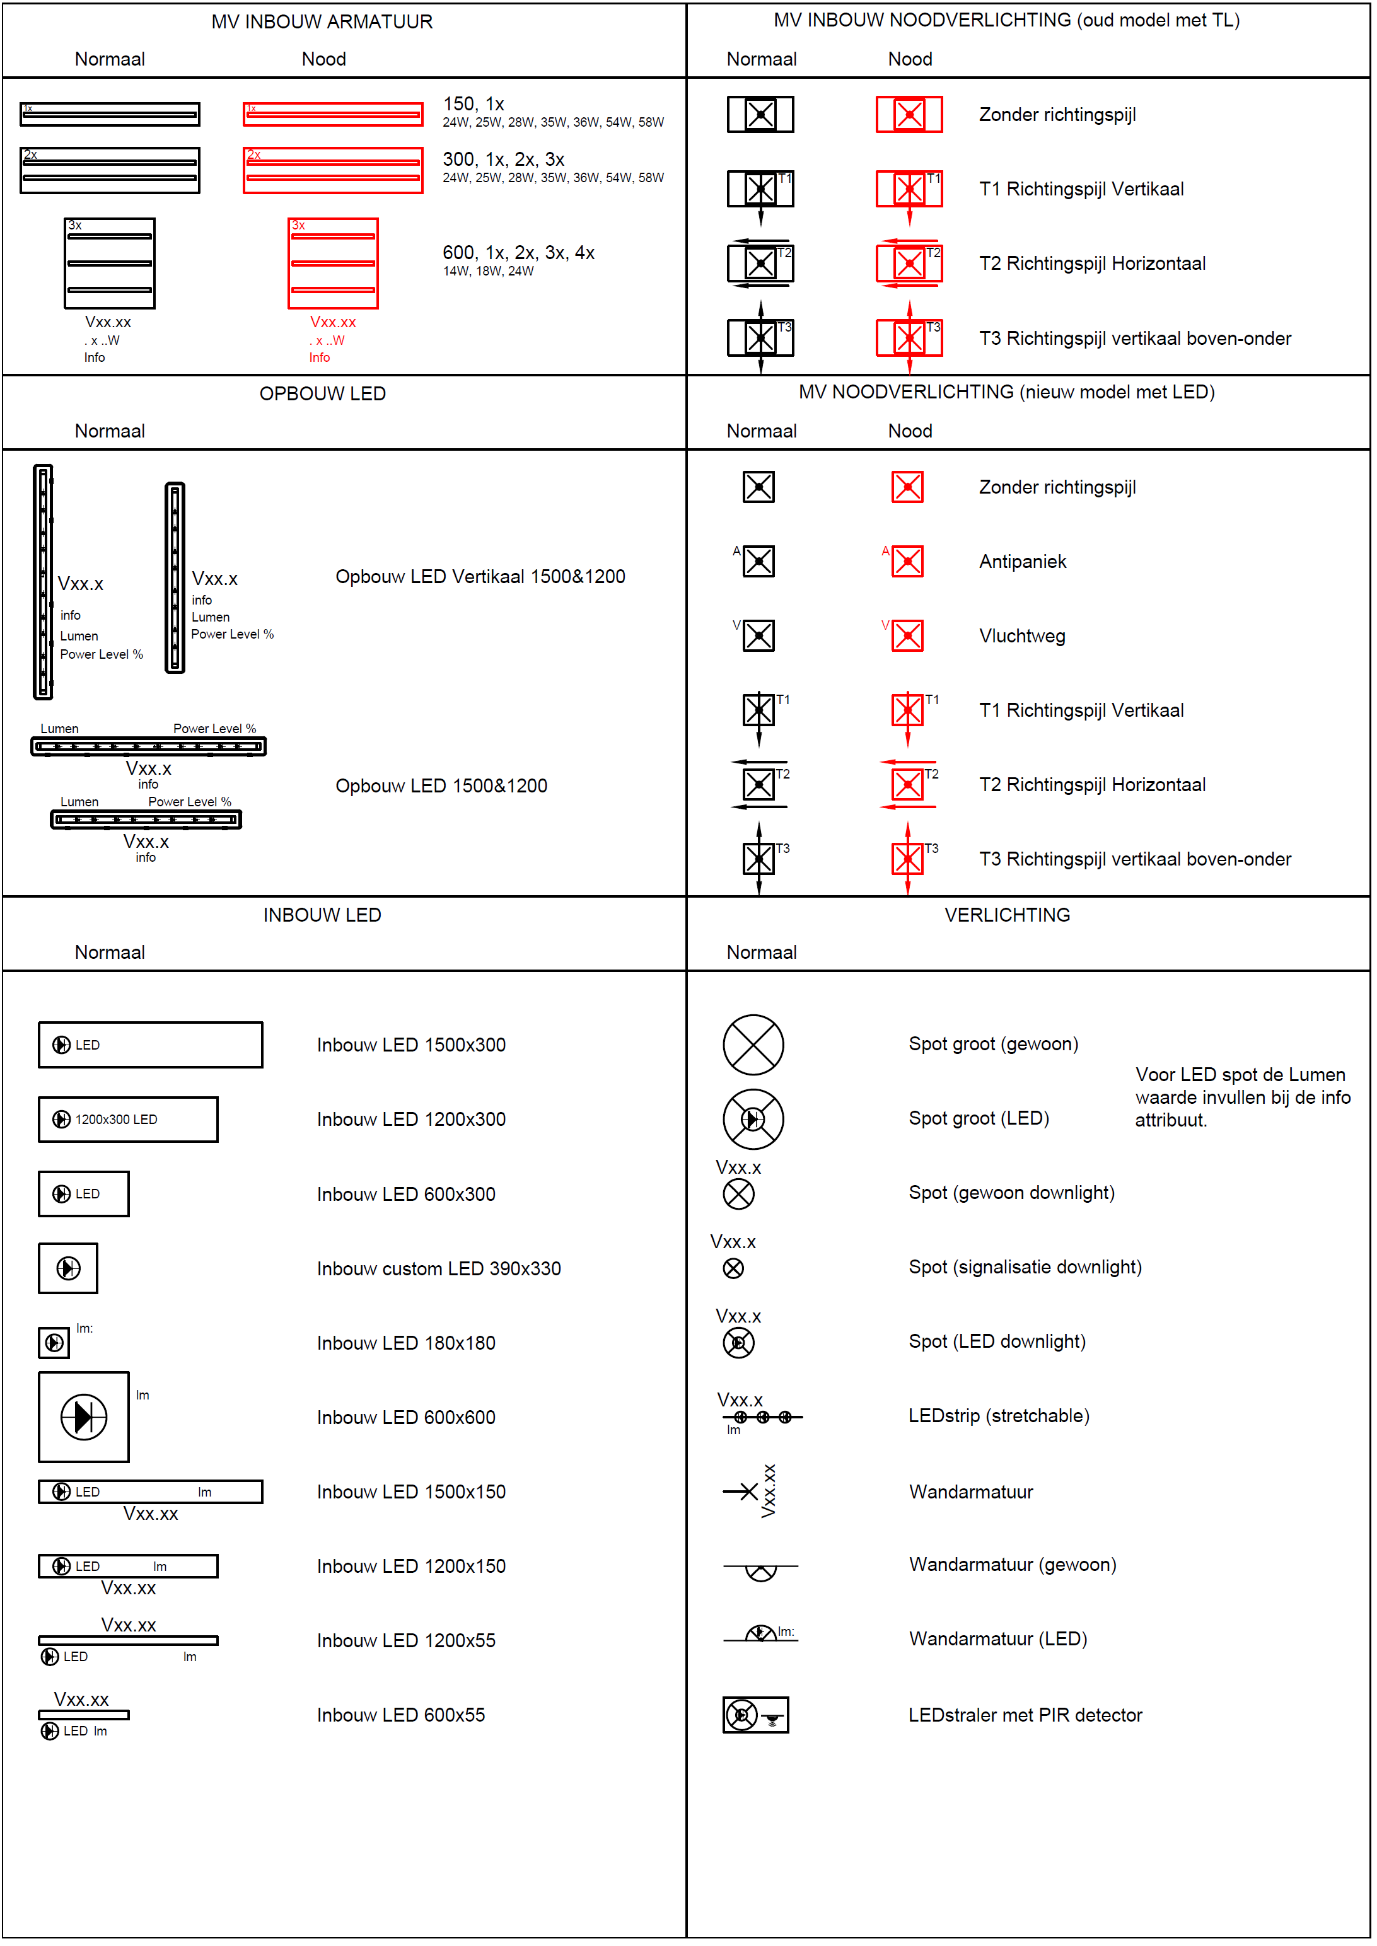 MV INBOUW ARMATUUR
Normaal Nood
1x 1x 150, 1x
24W, 25W, 28W, 35W, 36W, 54W, 58W
2x 2x 300, 1x, 2x, 3x
24W, 25W, 28W, 35W, 36W, 54W, 58W
3x 3x 600, 1x, 2x, 3x, 4x
14W, 18W, 24W
Vxx.xx Vxx.xx
. x ..W . x ..W
Info Info
MV INBOUW NOODVERLICHTING (oud model met TL)
Normaal Nood
Zonder richtingspijl
T1 T1 T1 Richtingspijl Vertikaal
T2 T2 T2 Richtingspijl Horizontaal
T3 T3 T3 Richtingspijl vertikaal boven-onder
OPBOUW LED
Normaal
Vxx.x
info
Lumen
Power Level %
Vxx.x
info
Lumen
Power Level %
Opbouw LED Vertikaal 1500&1200
Lumen Power Level %
Vxx.x
info
Opbouw LED 1500&1200
Lumen Power Level %
Vxx.x
info
MV NOODVERLICHTING (nieuw model met LED)
Normaal Nood
Zonder richtingspijl
A A Antipaniek
V V Vluchtweg
T1 T1 T1 Richtingspijl Vertikaal
T2 T2 T2 Richtingspijl Horizontaal
T3 T3 T3 Richtingspijl vertikaal boven-onder
INBOUW LED
Normaal
LED Inbouw LED 1500x300
1200x300 LED Inbouw LED 1200x300
LED Inbouw LED 600x300
Inbouw custom LED 390x330
lm:
Inbouw LED 180x180
lm
Inbouw LED 600x600
LED lm Inbouw LED 1500x150
Vxx.xx
LED lm Inbouw LED 1200x150
Vxx.xx
Vxx.xx
Inbouw LED 1200x55
LED lm
Vxx.xx
Inbouw LED 600x55
LED lm
VERLICHTING
Normaal
Spot groot (gewoon)
Voor LED spot de Lumen
waarde invullen bij de info
attribuut.
Spot groot (LED)
Vxx.x
Spot (gewoon downlight)
Vxx.x
Spot (signalisatie downlight)
Vxx.x
Spot (LED downlight)
Vxx.x
LEDstrip (stretchable)
lm
Vxx.xx Wandarmatuur
Wandarmatuur (gewoon)
lm: Wandarmatuur (LED)
LEDstraler met PIR detector